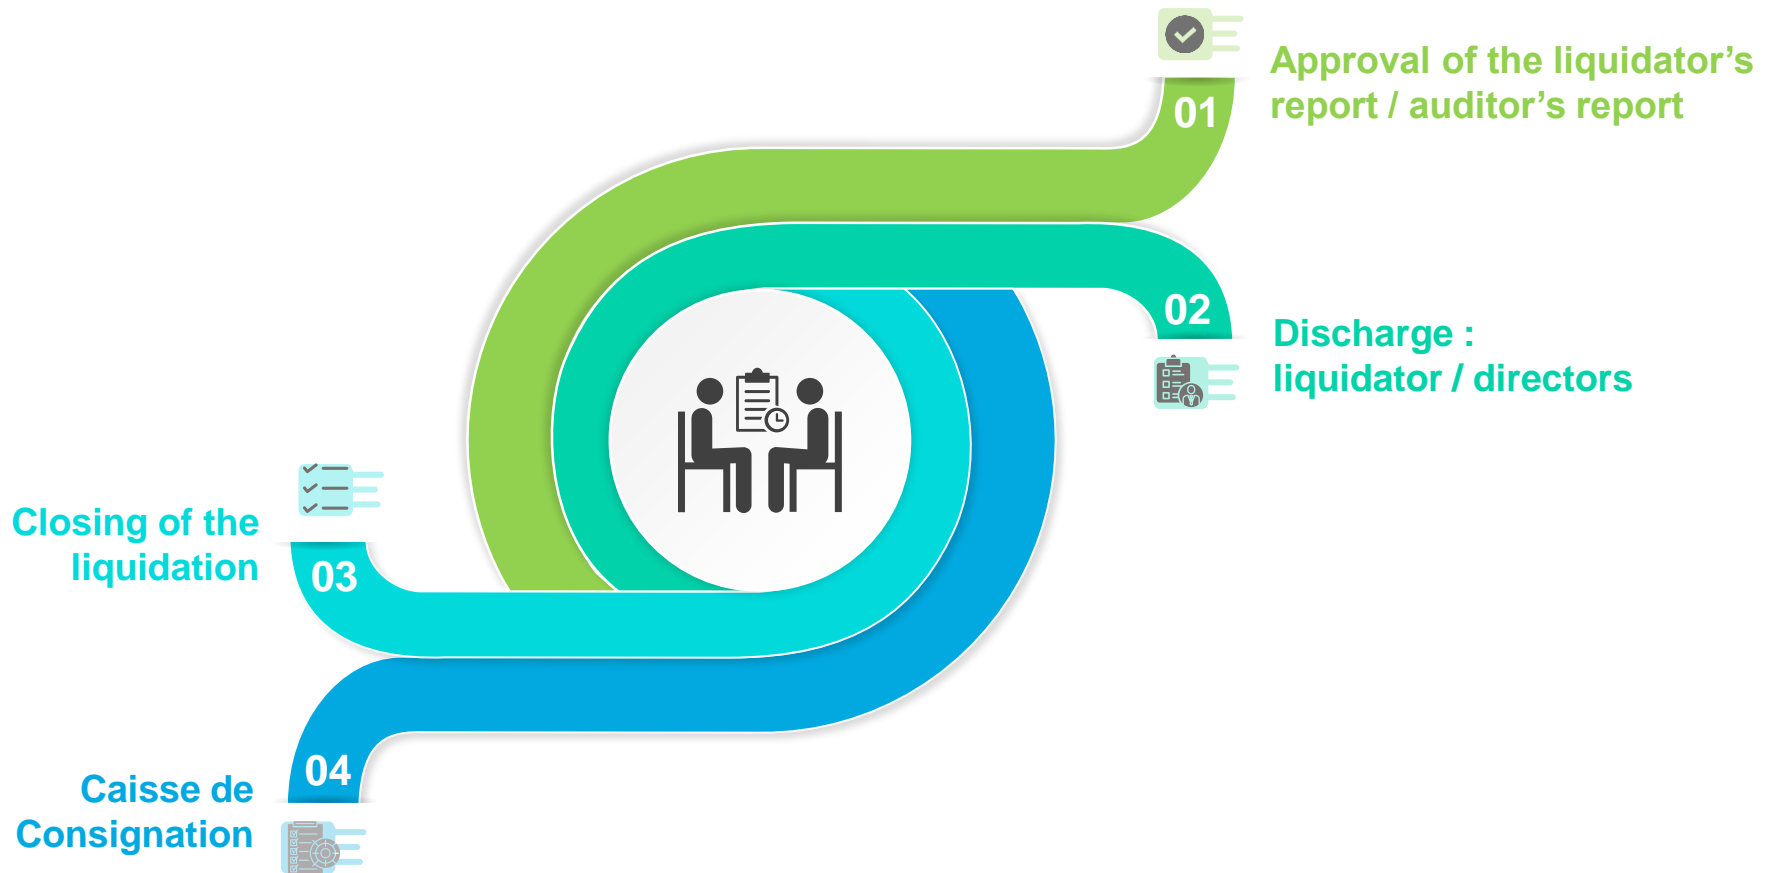 01
Approval of the liquidator’s
report / auditor’s report
02
Discharge :
liquidator / directors
03
Closing of the
liquidation
04
Caisse de
Consignation